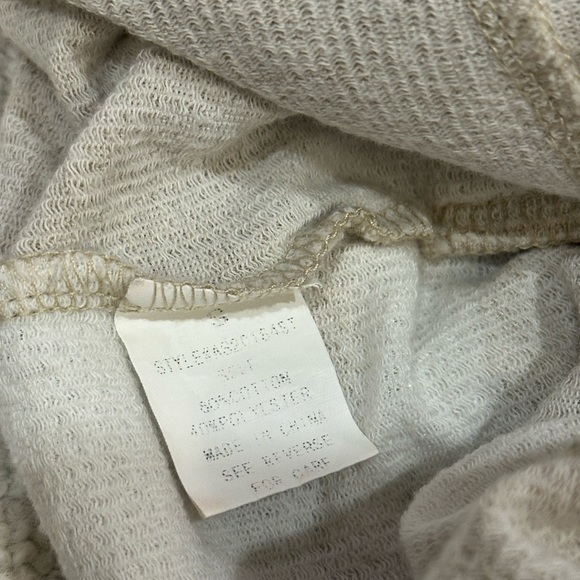 S
60%COTTON
40%POLYESTER
MADE IN CHINA
SEE REVERSE
FOR CARE